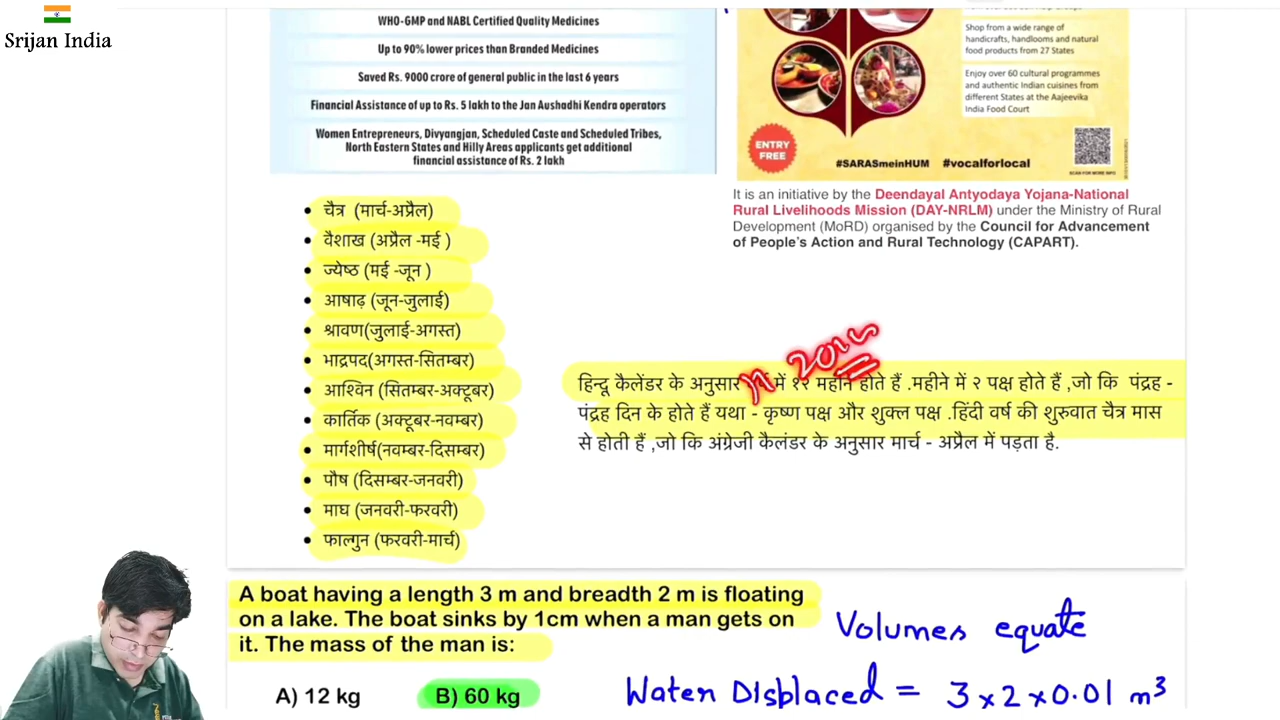 Srijan India
WHO-GMP and NABL Certified Quality Medicines
Up to 90% lower prices than Branded Medicines
Saved Rs. 9000 crore of general public in the last 6 years
Financial Assistance of up to Rs. 5 lakh to the Jan Aushadhi Kendra operators
Women Entrepreneurs, Divyangjan, Scheduled Caste and Scheduled Tribes,
North Eastern States and Hilly Areas applicants get additional
financial assistance of Rs. 2 lakh
Shop from a wide range of
handicrafts, handlooms and natural
food products from 27 States
Enjoy over 60 cultural programmes
and authentic Indian cuisines from
different States at the Aajeevika
India Food Court
ENTRY
FREE
#SARASmeinHUM #vocalforlocal
It is an initiative by the Deendayal Antyodaya Yojana-National
Rural Livelihoods Mission (DAY-NRLM) under the Ministry of Rural
Development (MoRD) organised by the Council for Advancement
of People's Action and Rural Technology (CAPART).
• चैत्र (मार्च-अप्रैल)
• वैशाख (अप्रैल -मई )
• ज्येष्ठ (मई -जून )
• आषाढ़ (जून-जुलाई)
• श्रावण(जुलाई-अगस्त)
• भाद्रपद(अगस्त-सितम्बर)
• आश्विन (सितम्बर-अक्टूबर)
• कार्तिक (अक्टूबर-नवम्बर)
• मार्गशीर्ष(नवम्बर-दिसम्बर)
• पौष (दिसम्बर-जनवरी)
• माघ (जनवरी-फरवरी)
• फाल्गुन (फरवरी-मार्च)
हिन्दू कैलेंडर के अनुसार में १२ महीने होते हैं .महीने में २ पक्ष होते हैं ,जो कि पंद्रह -
पंद्रह दिन के होते हैं यथा - कृष्ण पक्ष और शुक्ल पक्ष .हिंदी वर्ष की शुरुवात चैत्र मास
से होती हैं ,जो कि अंग्रेजी कैलंडर के अनुसार मार्च - अप्रैल में पड़ता है.
A boat having a length 3 m and breadth 2 m is floating
on a lake. The boat sinks by 1cm when a man gets on
it. The mass of the man is:
Volumes equate
A) 12 kg B) 60 kg
Water Displaced = 3 x 2 x 0.01 m³